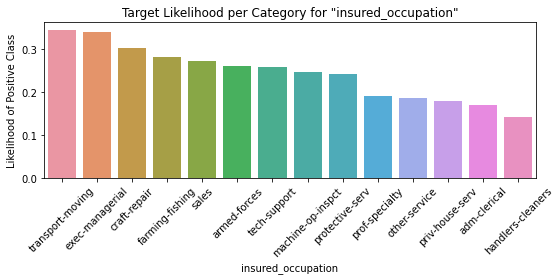 Target Likelihood per Category for "insured_occupation"
Likelihood of Positive Class
0.3
0.2
0.1
0.0
transport-moving
exec-managerial
craft-repair
farming-fishing
sales
armed-forces
tech-support
machine-op-inspct
protective-serv
prof-specialty
other-service
priv-house-serv
adm-clerical
handlers-cleaners
insured_occupation